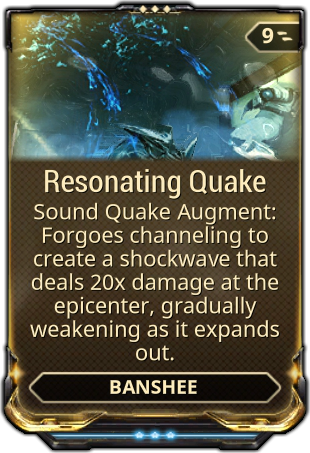 9
Resonating Quake
Sound Quake Augment:
Forgoes channeling to
create a shockwave that
deals 20x damage at the
epicenter, gradually
weakening as it expands
out.
BANSHEE